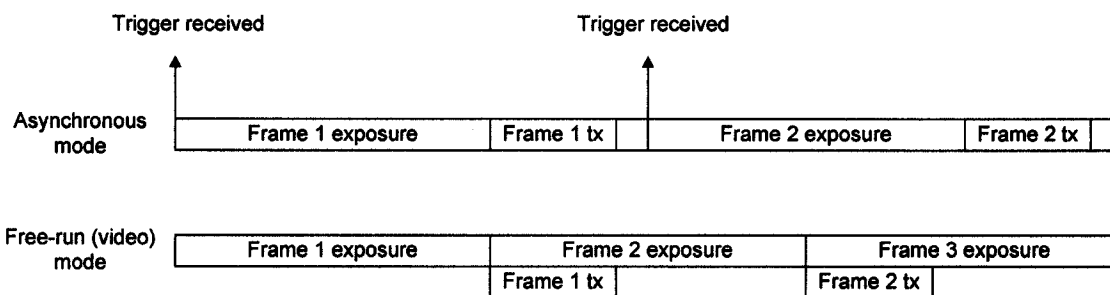 Trigger received
Trigger received
Asynchronous
mode
Frame 1 exposure
Frame 1 tx
Frame 2 exposure
Frame 2 tx
Free-run (video)
mode
Frame 1 exposure
Frame 2 exposure
Frame 3 exposure
Frame 1 tx
Frame 2 tx